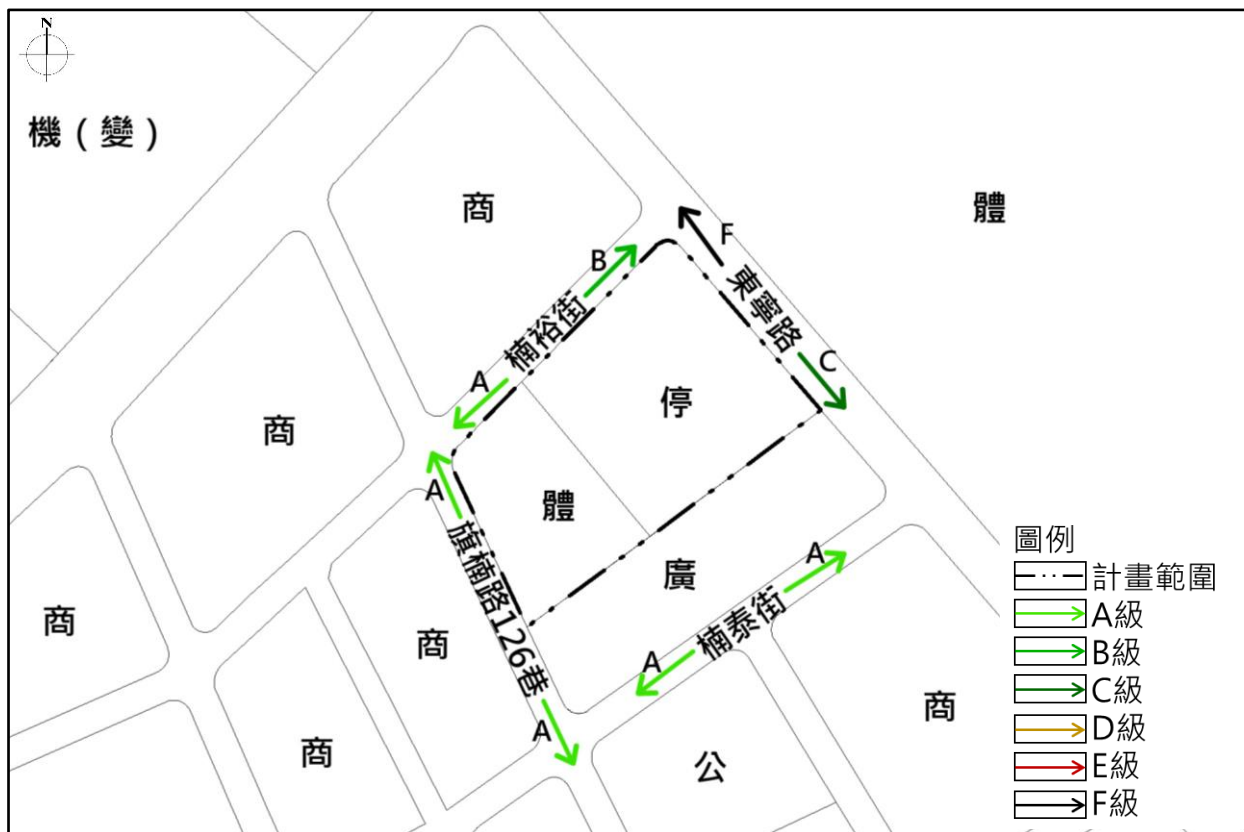 N
機（變）
商
體
F
B
東寧路
楠裕街
C
A
停
商
A
體
旗楠路126巷
廣
A
楠泰街
商
商
A
商
A
公
商
圖例
計畫範圍
A級
B級
C級
D級
E級
F級